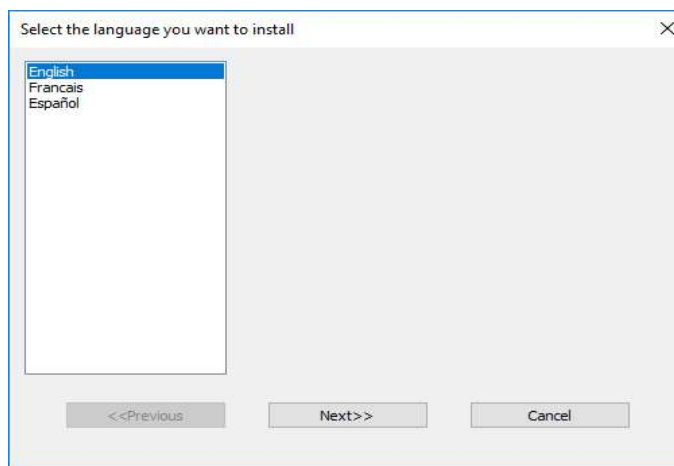 Select the language you want to install
English
Francais
Español
<<Previous
Next>>
Cancel